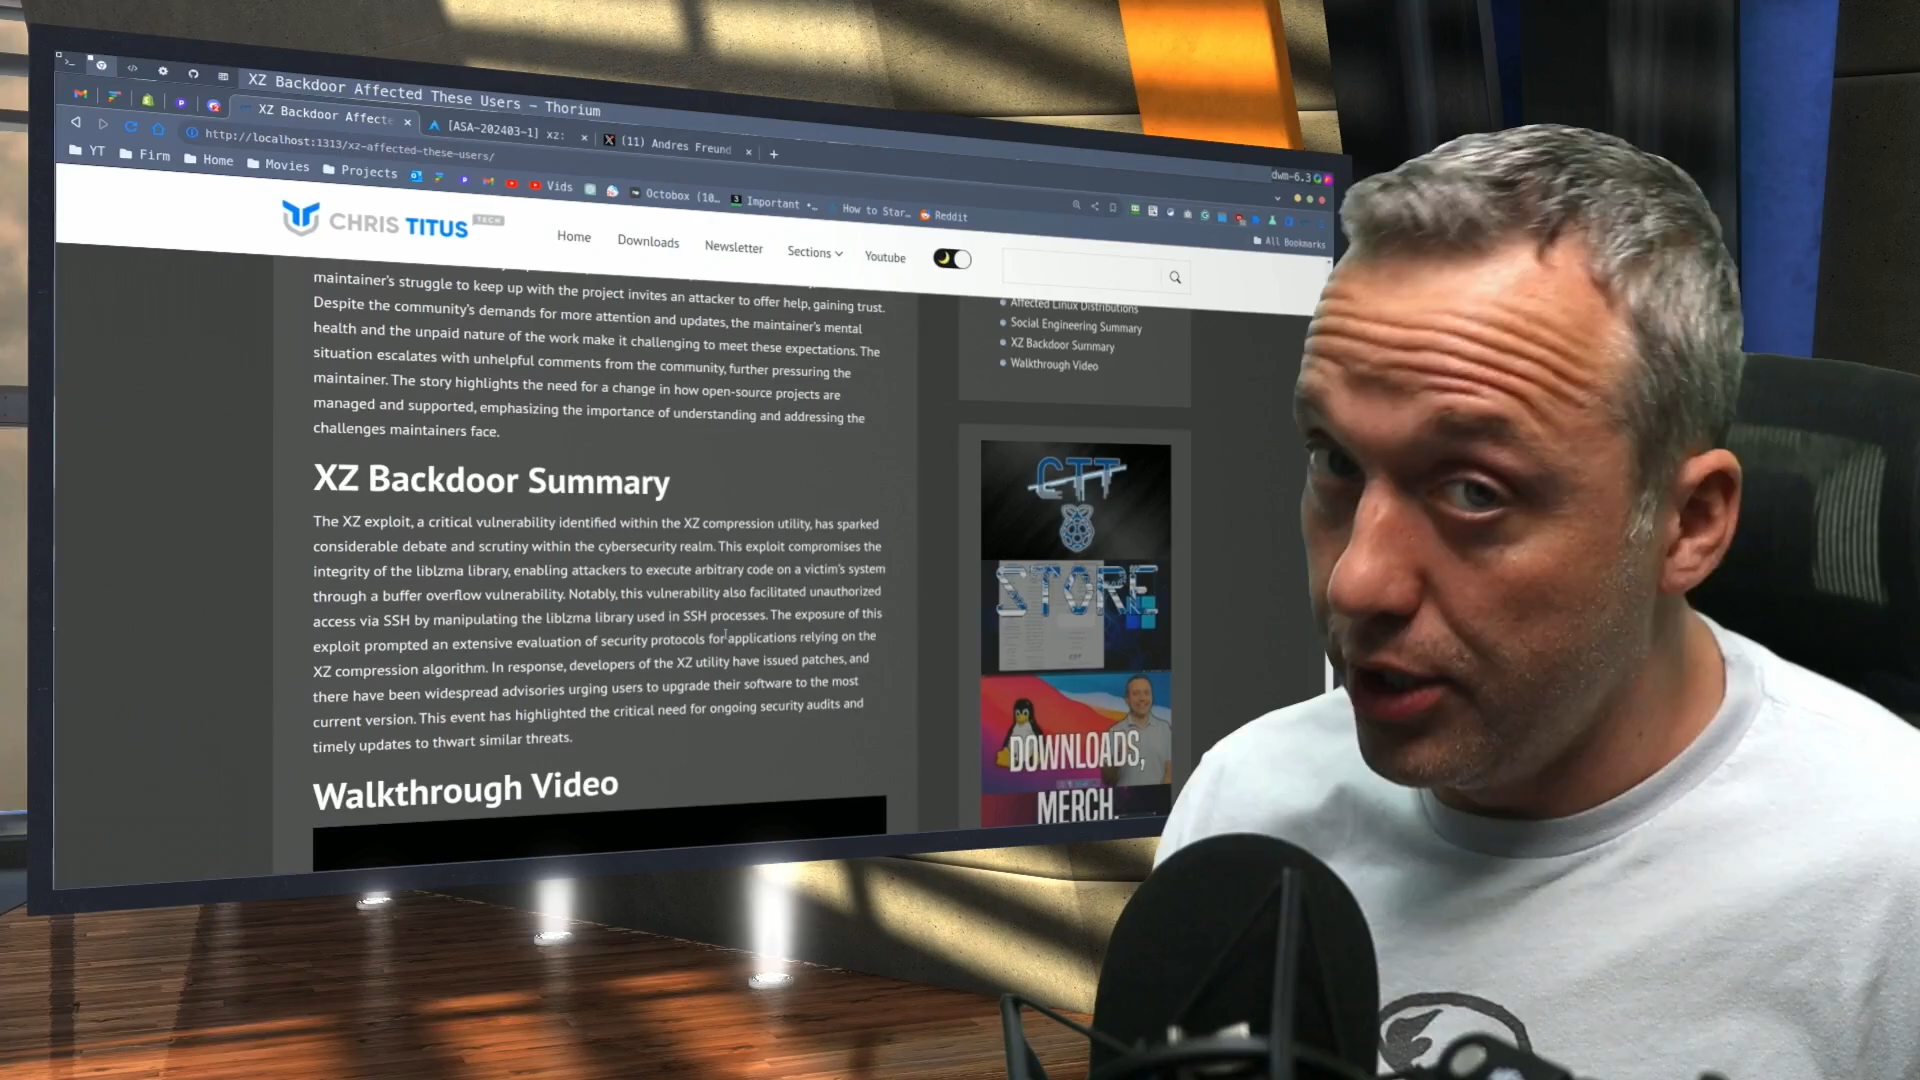 XZ Backdoor Affected These Users — Thorium
dwm-6.3
XZ Backdoor Affecte
[ASA-202403-1] xz:
(11) Andres Freund
http://localhost:1313/xz-affected-these-users/
YT
Firm
Home
Movies
Projects
Vids
Octobox (10…
Important •…
How to Star…
Reddit
All Bookmarks
CHRIS TITUS TECH
Home
Downloads
Newsletter
Sections
Youtube
maintainer's struggle to keep up with the project invites an attacker to offer help, gaining trust.
Despite the community's demands for more attention and updates, the maintainer's mental
health and the unpaid nature of the work make it challenging to meet these expectations. The
situation escalates with unhelpful comments from the community, further pressuring the
maintainer. The story highlights the need for a change in how open-source projects are
managed and supported, emphasizing the importance of understanding and addressing the
challenges maintainers face.
XZ Backdoor Summary
The XZ exploit, a critical vulnerability identified within the XZ compression utility, has sparked
considerable debate and scrutiny within the cybersecurity realm. This exploit compromises the
integrity of the liblzma library, enabling attackers to execute arbitrary code on a victim's system
through a buffer overflow vulnerability. Notably, this vulnerability also facilitated unauthorized
access via SSH by manipulating the liblzma library used in SSH processes. The exposure of this
exploit prompted an extensive evaluation of security protocols for applications relying on the
XZ compression algorithm. In response, developers of the XZ utility have issued patches, and
there have been widespread advisories urging users to upgrade their software to the most
current version. This event has highlighted the critical need for ongoing security audits and
timely updates to thwart similar threats.
Walkthrough Video
Affected Linux Distributions
Social Engineering Summary
XZ Backdoor Summary
Walkthrough Video
CTT
STORE
DOWNLOADS,
MERCH.